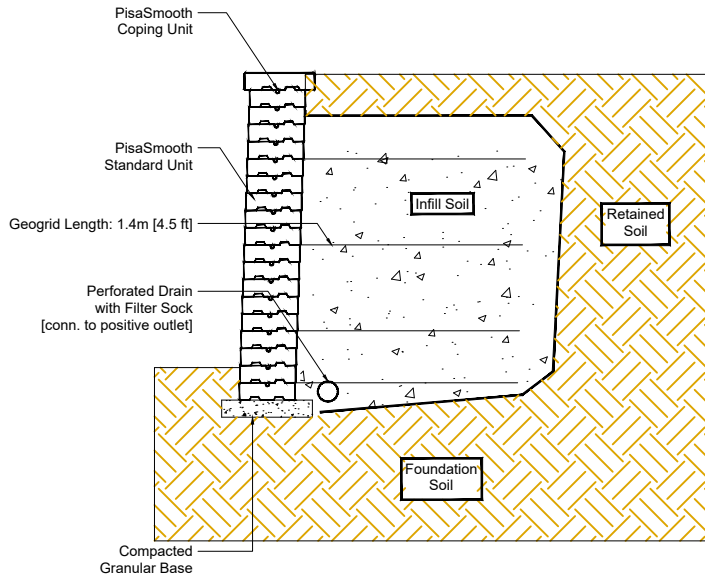 PisaSmooth
Coping Unit
PisaSmooth
Standard Unit
Infill Soil
Retained
Soil
Geogrid Length: 1.4m [4.5 ft]
Perforated Drain
with Filter Sock
[conn. to positive outlet]
Foundation
Soil
Compacted
Granular Base